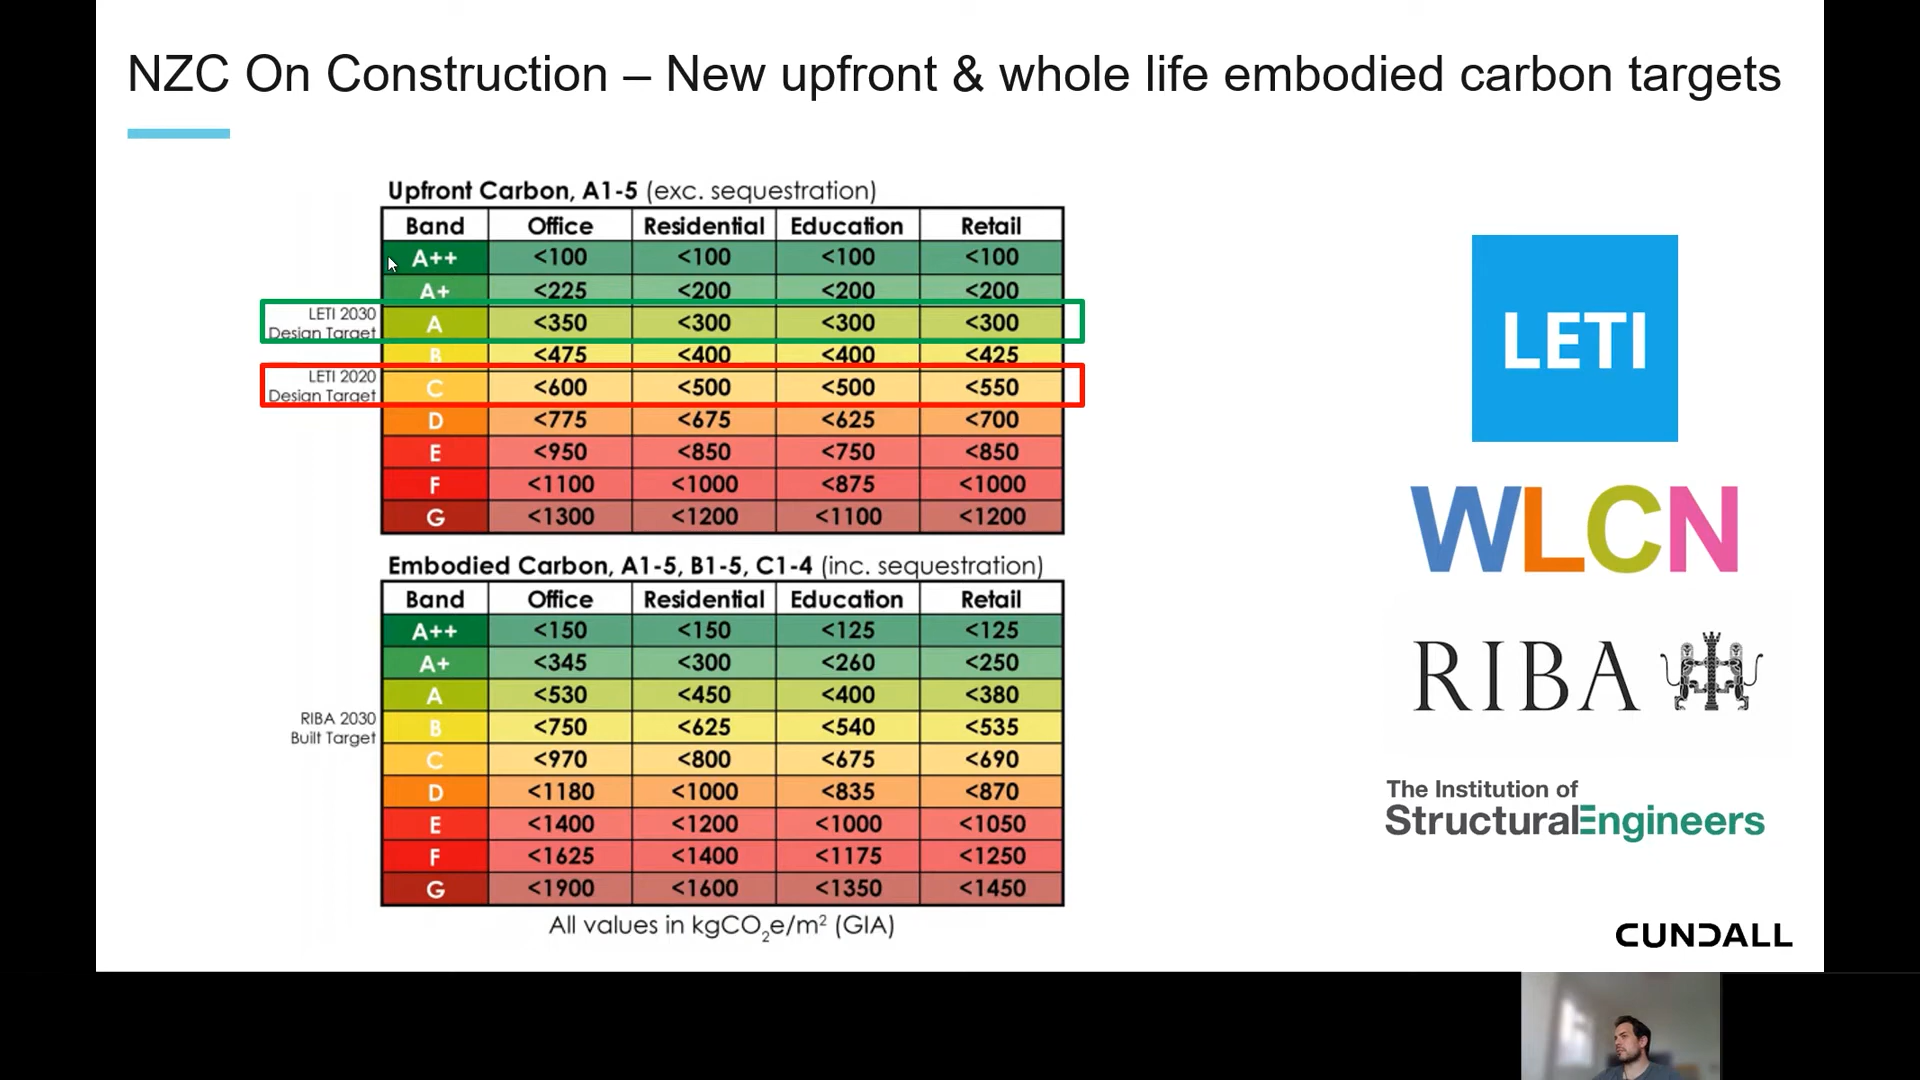 NZC On Construction – New upfront & whole life embodied carbon targets
Upfront Carbon, A1-5 (exc. sequestration)
Band Office Residential Education Retail
A++ <100 <100 <100 <100
A+ <225 <200 <200 <200
LETI 2030
Design Target
A <350 <300 <300 <300
B <475 <400 <400 <425
LETI 2020
Design Target
C <600 <500 <500 <550
D <775 <675 <625 <700
E <950 <850 <750 <850
F <1100 <1000 <875 <1000
G <1300 <1200 <1100 <1200
Embodied Carbon, A1-5, B1-5, C1-4 (inc. sequestration)
Band Office Residential Education Retail
A++ <150 <150 <125 <125
A+ <345 <300 <260 <250
A <530 <450 <400 <380
RIBA 2030
Built Target
B <750 <625 <540 <535
C <970 <800 <675 <690
D <1180 <1000 <835 <870
E <1400 <1200 <1000 <1050
F <1625 <1400 <1175 <1250
G <1900 <1600 <1350 <1450
All values in kgCO₂e/m² (GIA)
LETI
WLCN
RIBA
The Institution of
StructuralEngineers
CUNDALL